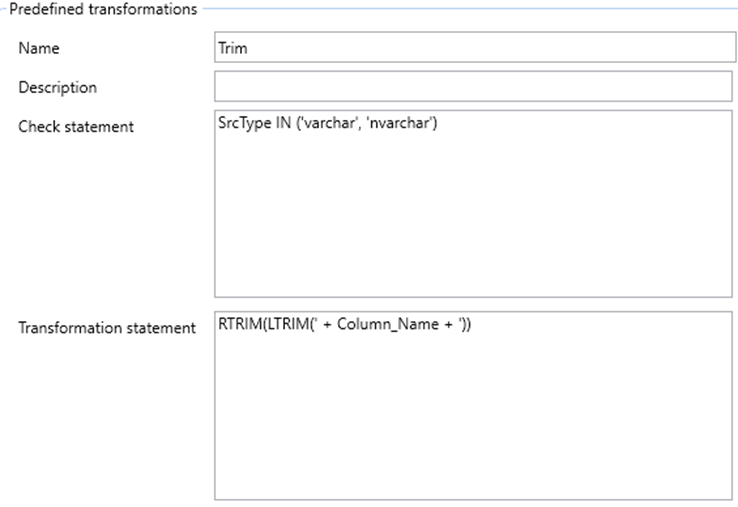 Predefined transformations
Name
Trim
Description
Check statement
SrcType IN ('varchar', 'nvarchar')
Transformation statement
RTRIM(LTRIM(' + Column_Name + '))